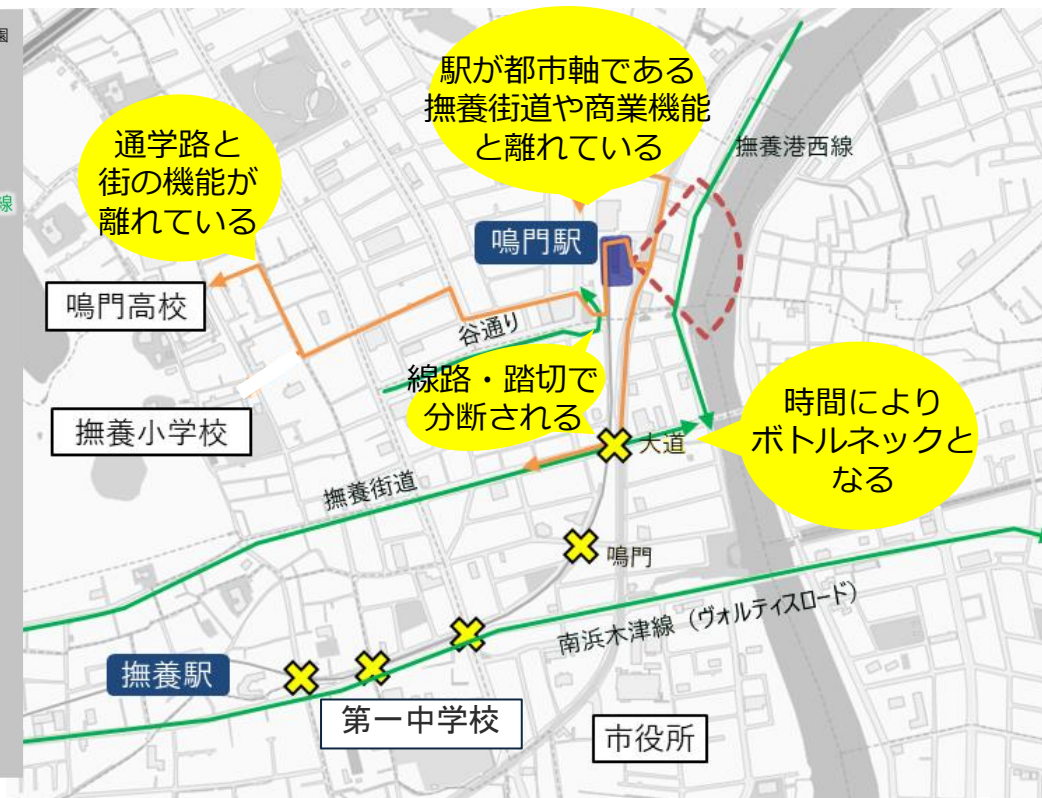 園
線
駅が都市軸である
撫養街道や商業機能
と離れている
通学路と
街の機能が
離れている
撫養港西線
鳴門駅
鳴門高校
谷通り
線路・踏切で
分断される
時間により
ボトルネックと
なる
撫養小学校
大道
撫養街道
鳴門
南浜木津線（ヴォルティスロード）
撫養駅
第一中学校
市役所